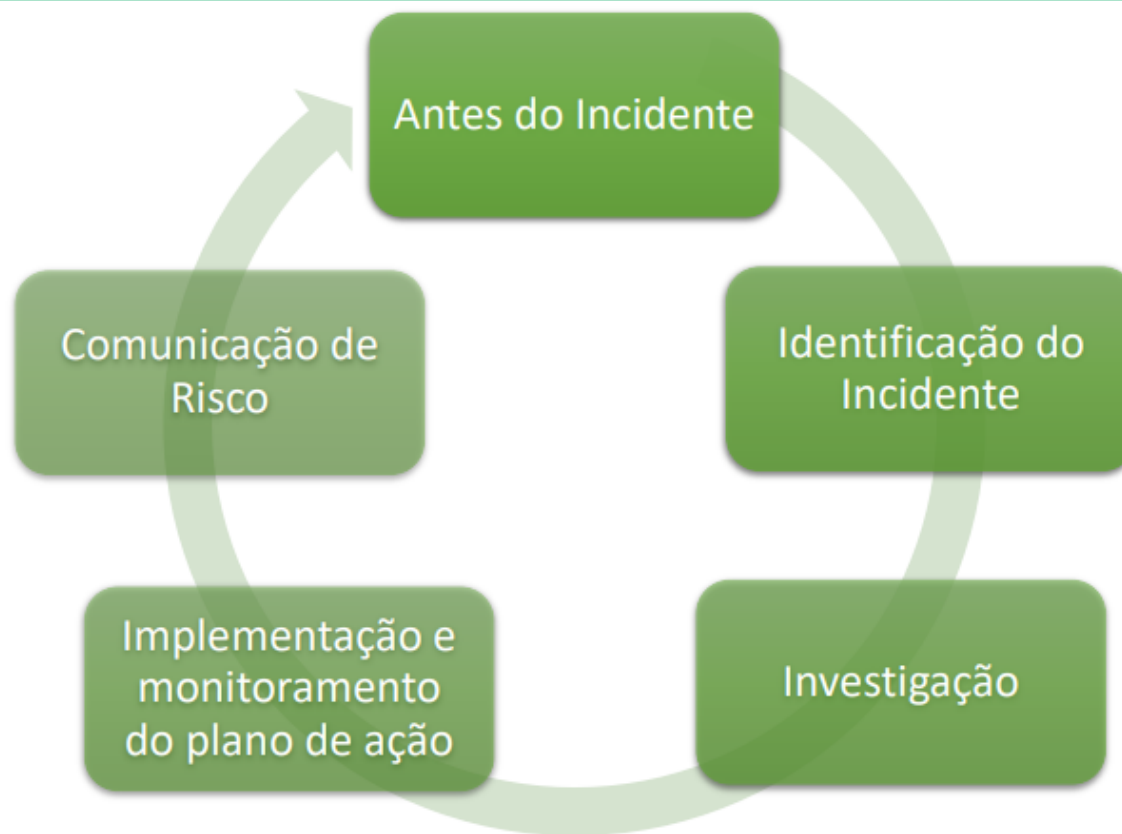 Antes do Incidente
Identificação do
Incidente
Investigação
Implementação e
monitoramento
do plano de ação
Comunicação de
Risco